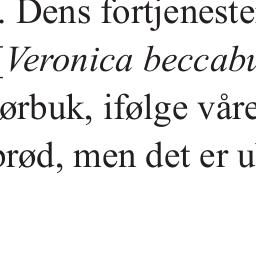 . Dens fortjeneste
[Veronica beccabu
ørbuk, ifølge våre
brød, men det er u